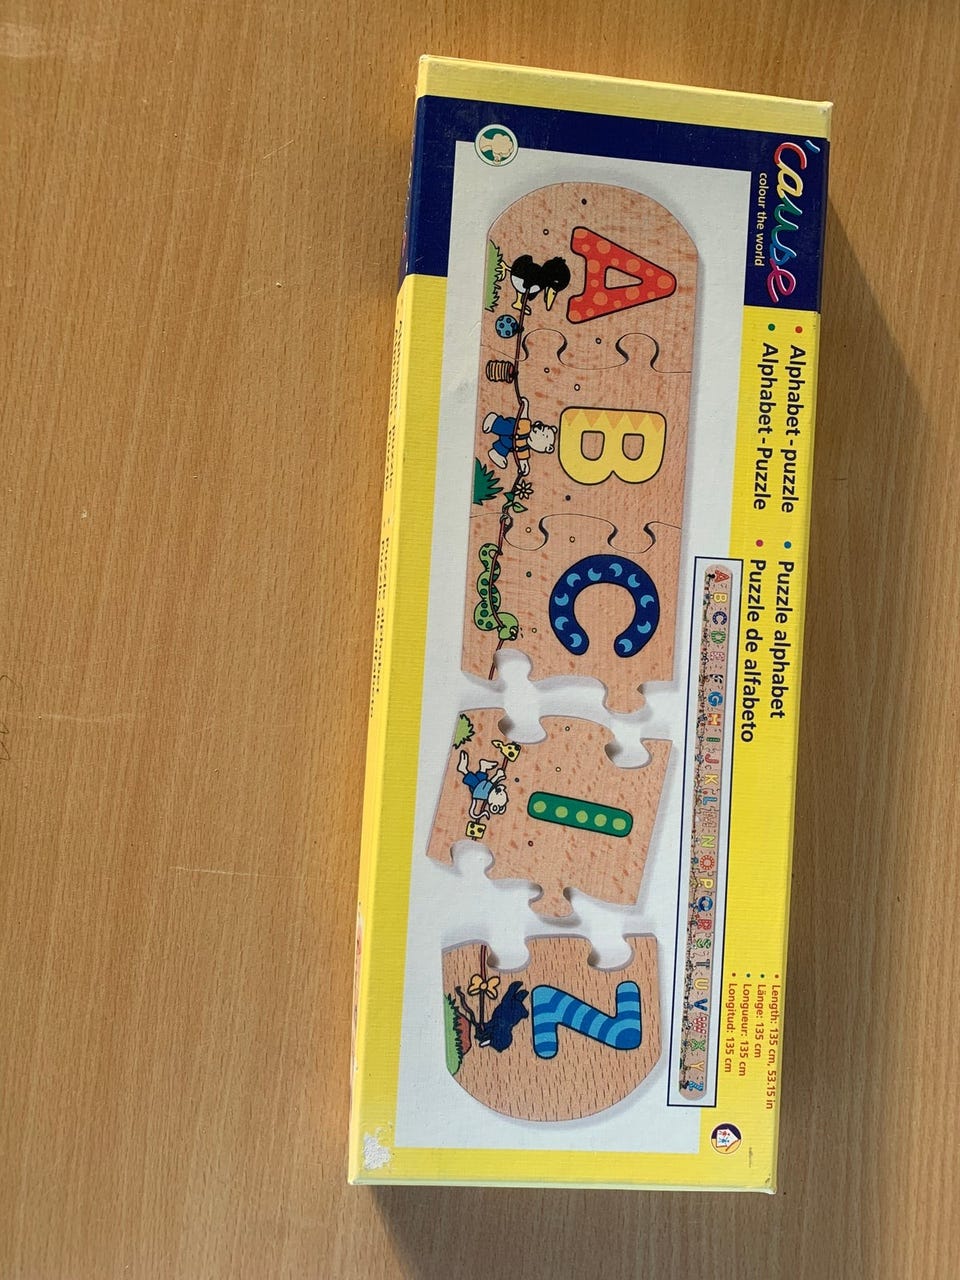 'cause
colour the world
• Alphabet-puzzle
• Alphabet-Puzzle
• Puzzle alphabet
• Puzzle de alfabeto
A B C I Z
A B C D E F G H I J K L M N O P Q R S T U V W X Y Z
• Length: 135 cm, 53.15 in
• Länge: 135 cm
• Longueur: 135 cm
• Longitud: 135 cm